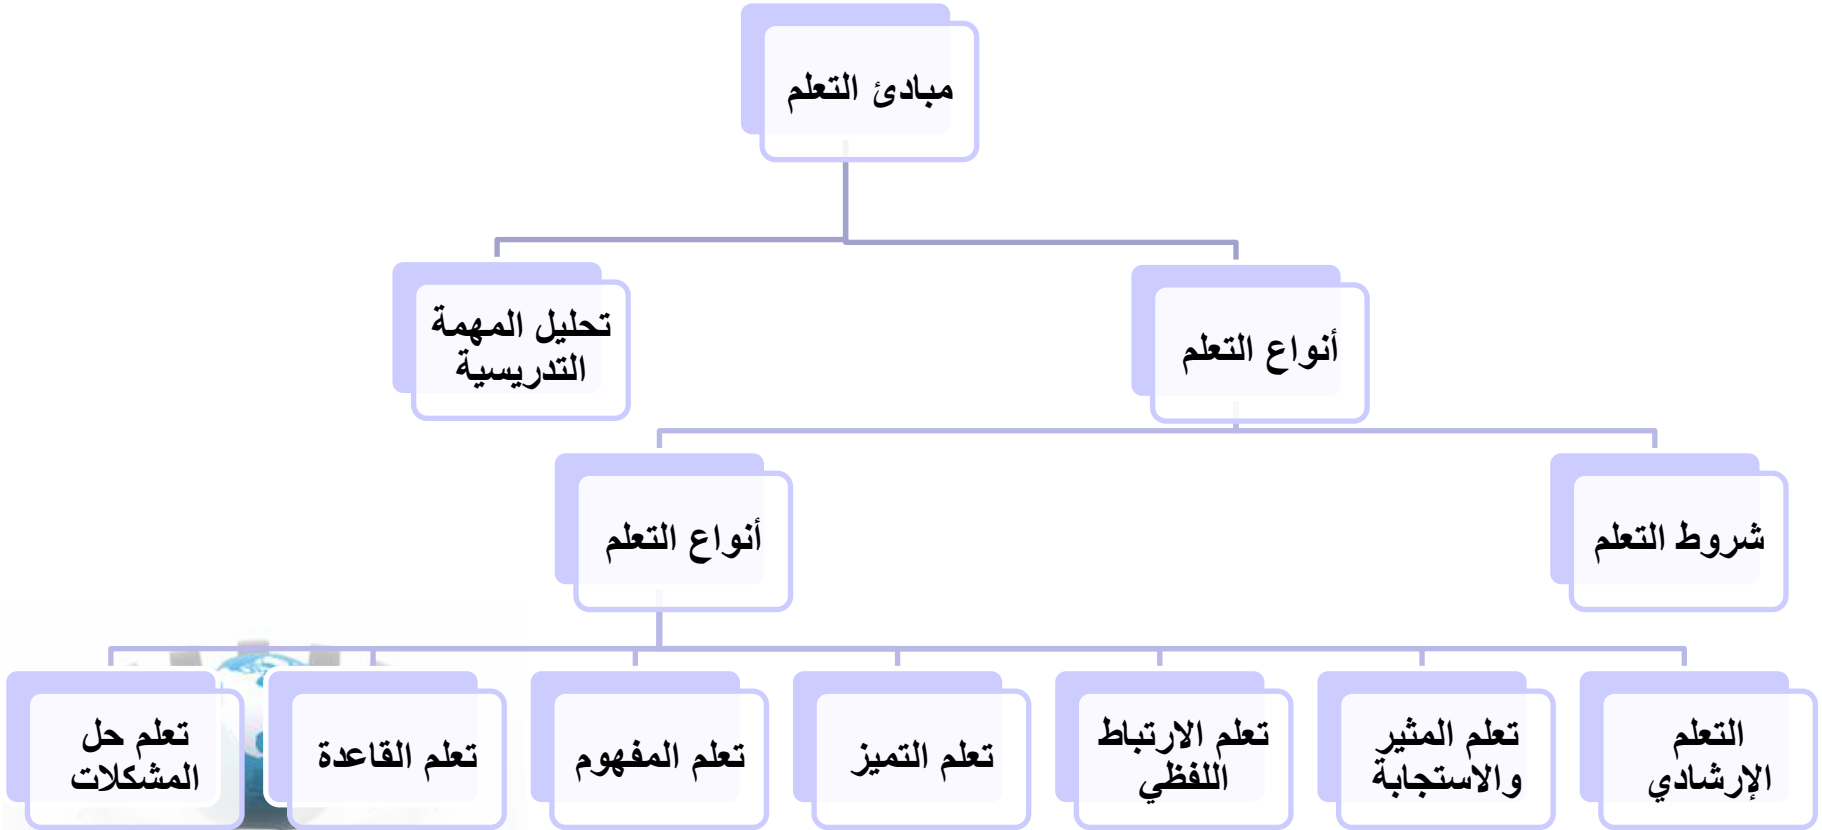 مبادئ التعلم
أنواع التعلم
تحليل المهمة
التدريسية
شروط التعلم
أنواع التعلم
التعلم
الإرشادي
تعلم المثير
والاستجابة
تعلم الارتباط
اللفظي
تعلم التميز
تعلم المفهوم
تعلم القاعدة
تعلم حل
المشكلات